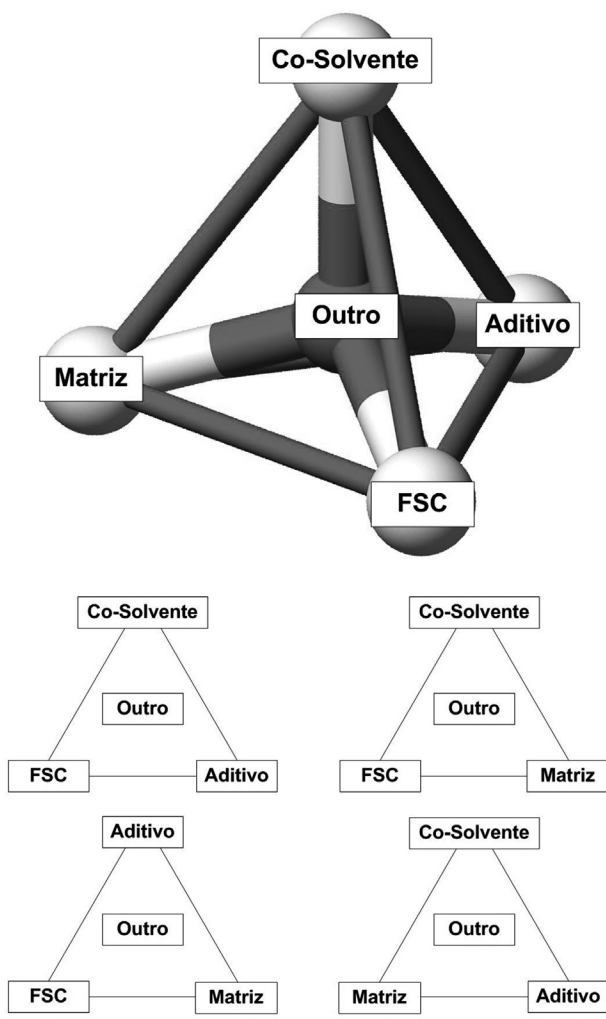 Co-Solvente
Outro
Aditivo
Matriz
FSC
Co-Solvente
Co-Solvente
Outro
Outro
FSC
Aditivo
FSC
Matriz
Aditivo
Co-Solvente
Outro
Outro
FSC
Matriz
Matriz
Aditivo